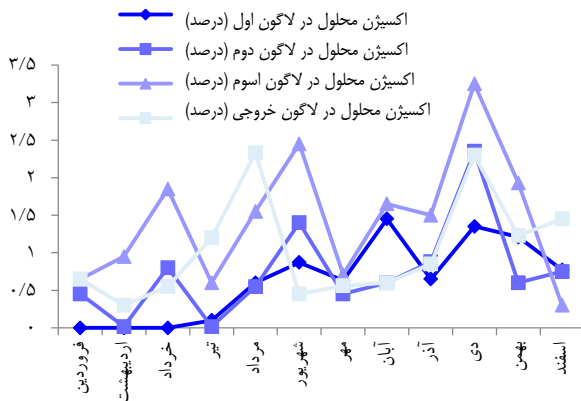 اکسیژن محلول در لاگون اول (درصد)
اکسیژن محلول در لاگون دوم (درصد)
اکسیژن محلول در لاگون اسوم (درصد)
اکسیژن محلول در لاگون خروجی (درصد)
۳/۵
۳
۲/۵
۲
۱/۵
۱
۰/۵
۰
فروردین
اردیبهشت
خرداد
تیر
مرداد
شهریور
مهر
آبان
آذر
دی
بهمن
اسفند